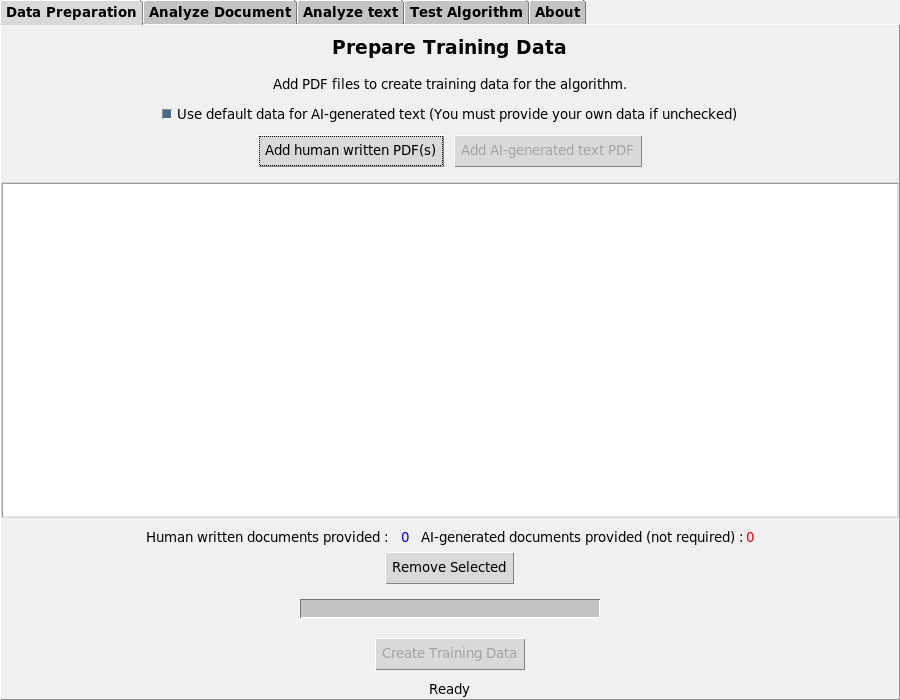 Data Preparation Analyze Document Analyze text Test Algorithm About
Prepare Training Data
Add PDF files to create training data for the algorithm.
Use default data for AI-generated text (You must provide your own data if unchecked)
Add human written PDF(s) Add AI-generated text PDF
Human written documents provided : 0 AI-generated documents provided (not required) : 0
Remove Selected
Create Training Data
Ready